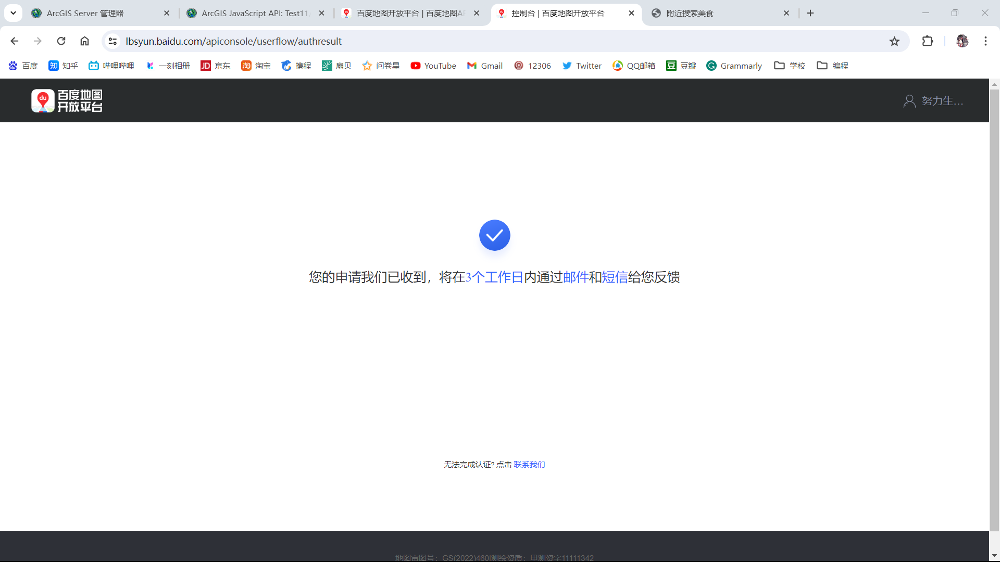 ArcGIS Server 管理器
ArcGIS JavaScript API: Test11
百度地图开放平台 | 百度地图AP
控制台 | 百度地图开放平台
附近搜索美食
lbsyun.baidu.com/apiconsole/userflow/authresult
百度
知 知乎
哔哩哔哩
一刻相册
JD 京东
淘 淘宝
携程
扇贝
问卷星
YouTube
Gmail
12306
Twitter
QQ邮箱
豆 豆瓣
Grammarly
学校
编程
du 百度地图
开放平台
努力生...
您的申请我们已收到，将在3个工作日内通过邮件和短信给您反馈
无法完成认证? 点击 联系我们
地图审图号：GS(2022)460|测绘资质：甲测资字11111342